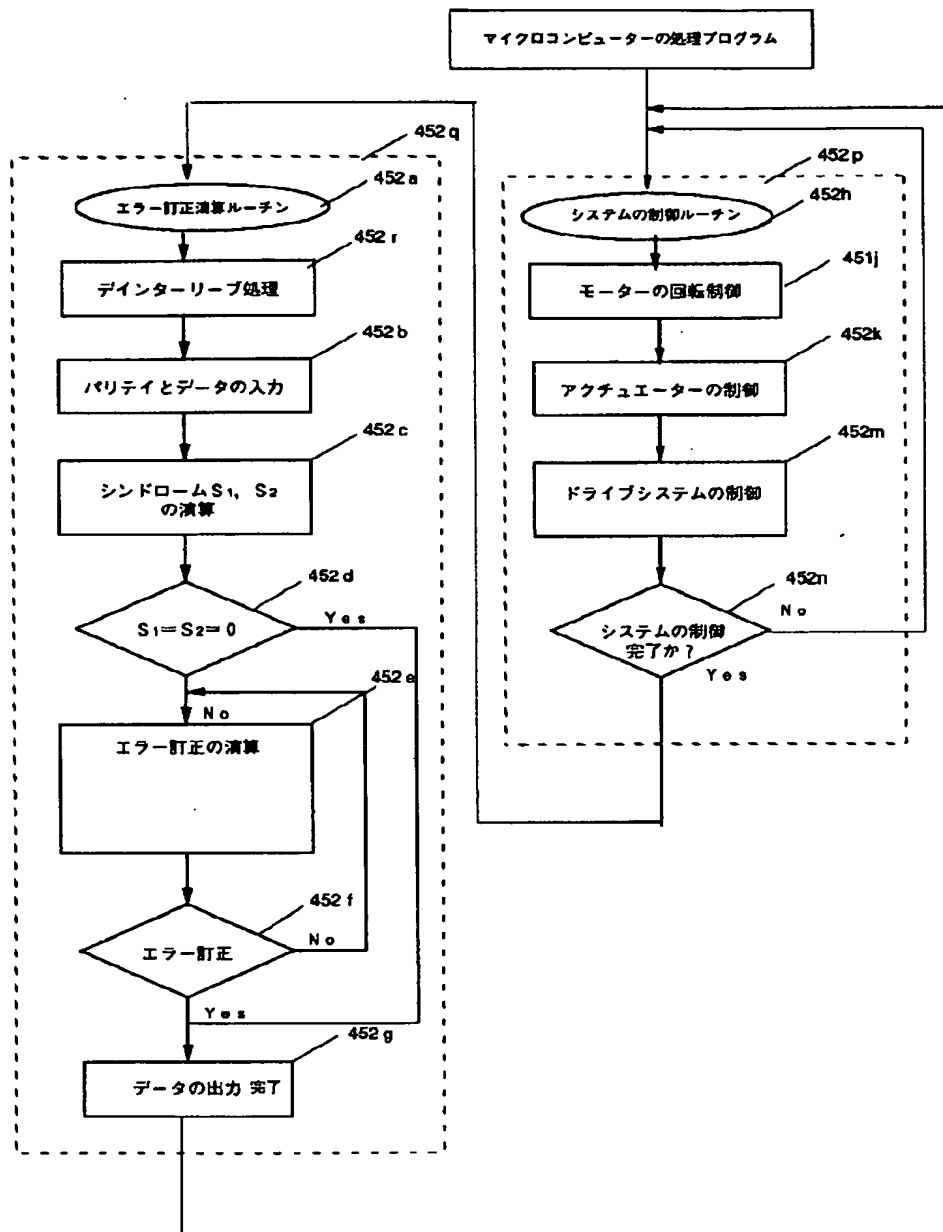 マイクロコンピューターの処理プログラム
452q
452a
エラー訂正演算ルーチン
452r
デインターリーブ処理
452b
パリテイとデータの入力
452c
シンドロームS1, S2
の演算
452d
S1=S2=0
Yes
No
452e
エラー訂正の演算
452f
エラー訂正
No
Yes
452g
データの出力 完了
452p
452h
システムの制御ルーチン
451j
モーターの回転制御
452k
アクチュエーターの制御
452m
ドライブシステムの制御
452n
システムの制御
完了か?
No
Yes